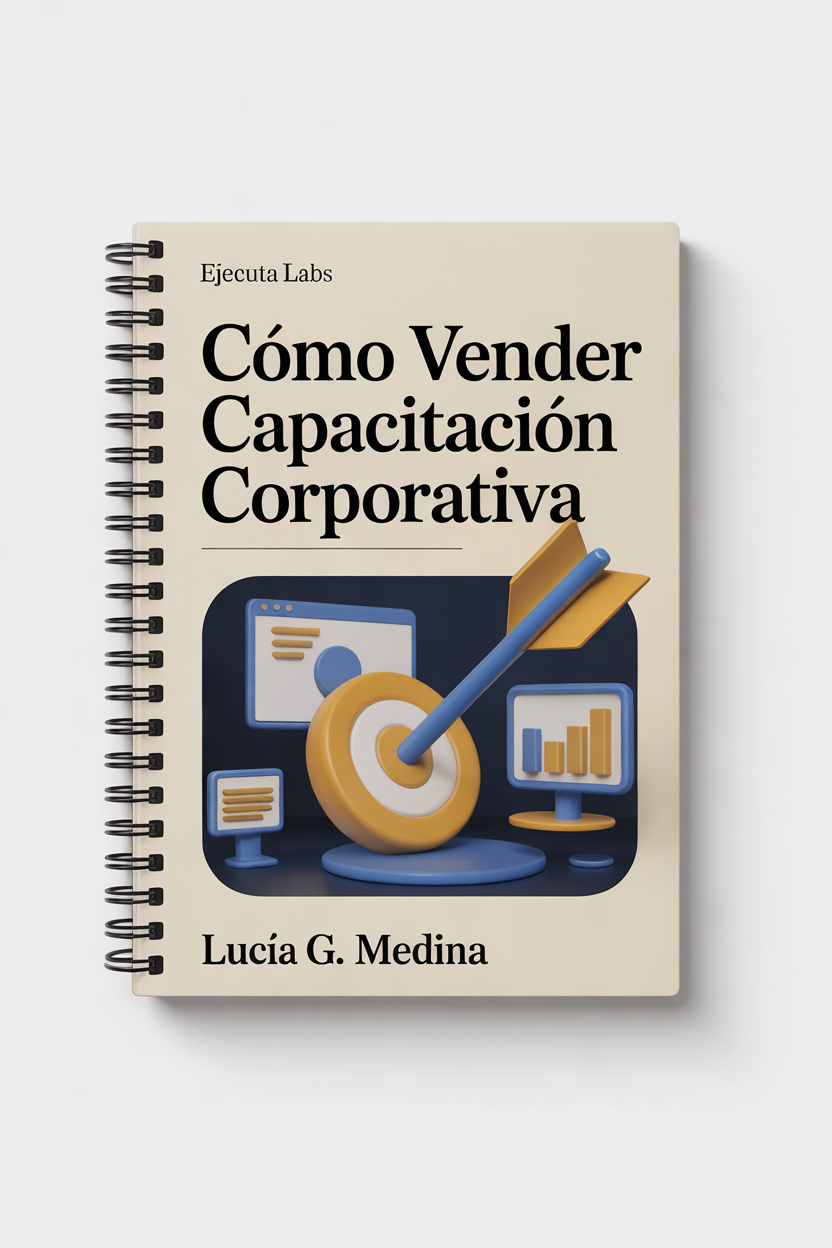 Ejecuta Labs
Cómo Vender
Capacitación
Corporativa
Lucía G. Medina